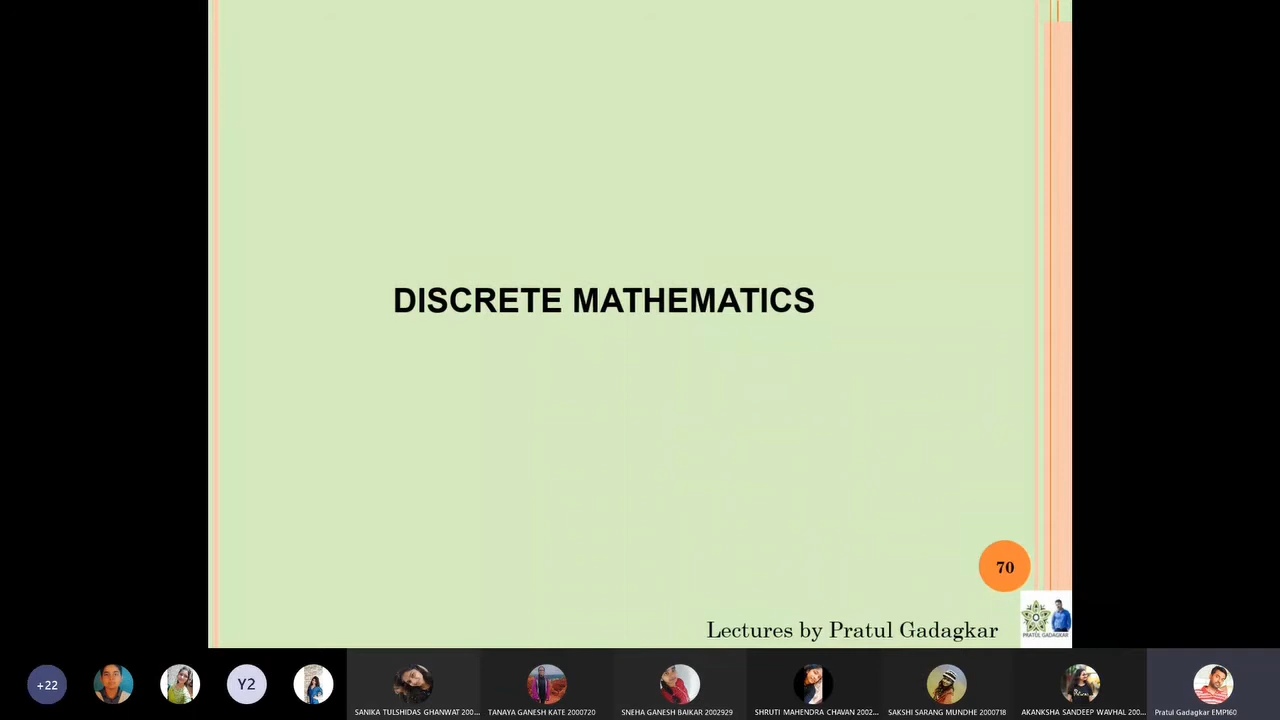 DISCRETE MATHEMATICS
70
Lectures by Pratul Gadagkar
PRATUL GADAGKAR
+22
Y2
SANIKA TULSHIDAS GHANWAT 200...
TANAYA GANESH KATE 2000720
SNEHA GANESH BAIKAR 2002929
SHRUTI MAHENDRA CHAVAN 2002...
SAKSHI SARANG MUNDHE 2000718
AKANKSHA SANDEEP WAVHAL 200...
Pratul Gadagkar EMP160